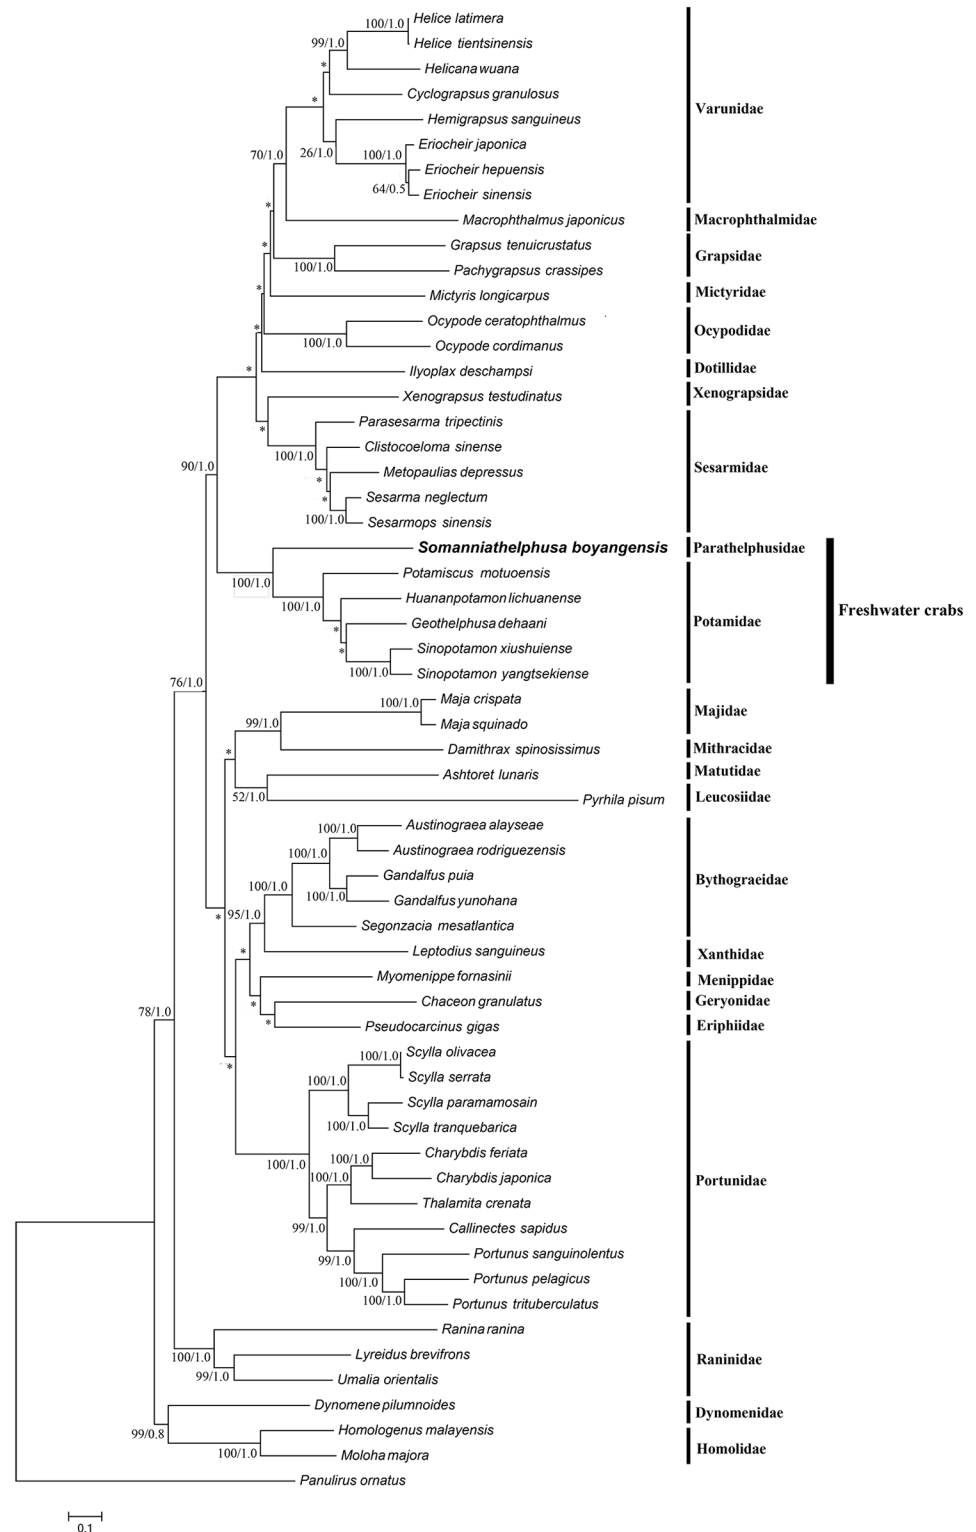 100/1.0 Helice latimera
99/1.0 Helice tientsinensis
* Helicana wuana
* Cyclograpsus granulosus
Varunidae
Hemigrapsus sanguineus
70/1.0 26/1.0 100/1.0 Eriocheir japonica
Eriocheir hepuensis
64/0.5 Eriocheir sinensis
* Macrophthalmus japonicus Macrophthalmidae
* Grapsus tenuicrustatus
Grapsidae
100/1.0 Pachygrapsus crassipes
* Mictyris longicarpus Mictyridae
* Ocypode ceratophthalmus
Ocypodidae
100/1.0 Ocypode cordimanus
* Ilyoplax deschampsi Dotillidae
Xenograpsus testudinatus Xenograpsidae
* Parasesarma tripectinis
100/1.0 Clistocoeloma sinense
90/1.0 * Metopaulias depressus Sesarmidae
* Sesarma neglectum
100/1.0 Sesarmops sinensis
Somanniathelphusa boyangensis Parathelphusidae
100/1.0 Potamiscus motuoensis
100/1.0 Huananpotamon lichuanense
Freshwater crabs
* Geothelphusa dehaani Potamidae
* Sinopotamon xiushuiense
100/1.0 Sinopotamon yangtsekiense
76/1.0
100/1.0 Maja crispata
Majidae
99/1.0 Maja squinado
* Damithrax spinosissimus Mithracidae
Ashtoret lunaris Matutidae
52/1.0 Pyrhila pisum Leucosiidae
100/1.0 Austinograea alayseae
100/1.0 Austinograea rodriguezensis
Gandalfus puia Bythograeidae
100/1.0 100/1.0 Gandalfus yunohana
* 95/1.0 Segonzacia mesatlantica
* Leptodius sanguineus Xanthidae
Myomenippe fornasinii Menippidae
* Chaceon granulatus Geryonidae
78/1.0 * Pseudocarcinus gigas Eriphiidae
* 100/1.0 Scylla olivacea
100/1.0 Scylla serrata
Scylla paramamosain
100/1.0 Scylla tranquebarica
100/1.0 100/1.0 Charybdis feriata
100/1.0 Charybdis japonica Portunidae
Thalamita crenata
99/1.0 Callinectes sapidus
99/1.0 Portunus sanguinolentus
100/1.0 Portunus pelagicus
100/1.0 Portunus trituberculatus
Ranina ranina
100/1.0 Lyreidus brevifrons Raninidae
99/1.0 Umalia orientalis
Dynomene pilumnoides Dynomenidae
99/0.8 Homologenus malayensis
Homolidae
100/1.0 Moloha majora
Panulirus ornatus
0.1